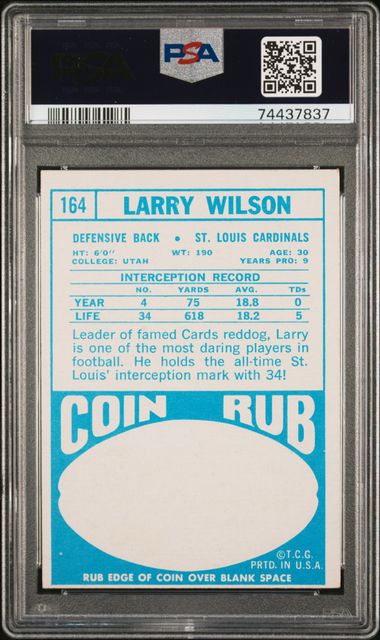 PSA
PSA
74437837
164 LARRY WILSON
DEFENSIVE BACK • ST. LOUIS CARDINALS
HT: 6'0" WT: 190 AGE: 30
COLLEGE: UTAH YEARS PRO: 9
INTERCEPTION RECORD
NO. YARDS AVG. TDs
YEAR 4 75 18.8 0
LIFE 34 618 18.2 5
Leader of famed Cards reddog, Larry
is one of the most daring players in
football. He holds the all-time St.
Louis' interception mark with 34!
COIN RUB
©T.C.G.
PRTD. IN U.S.A.
RUB EDGE OF COIN OVER BLANK SPACE